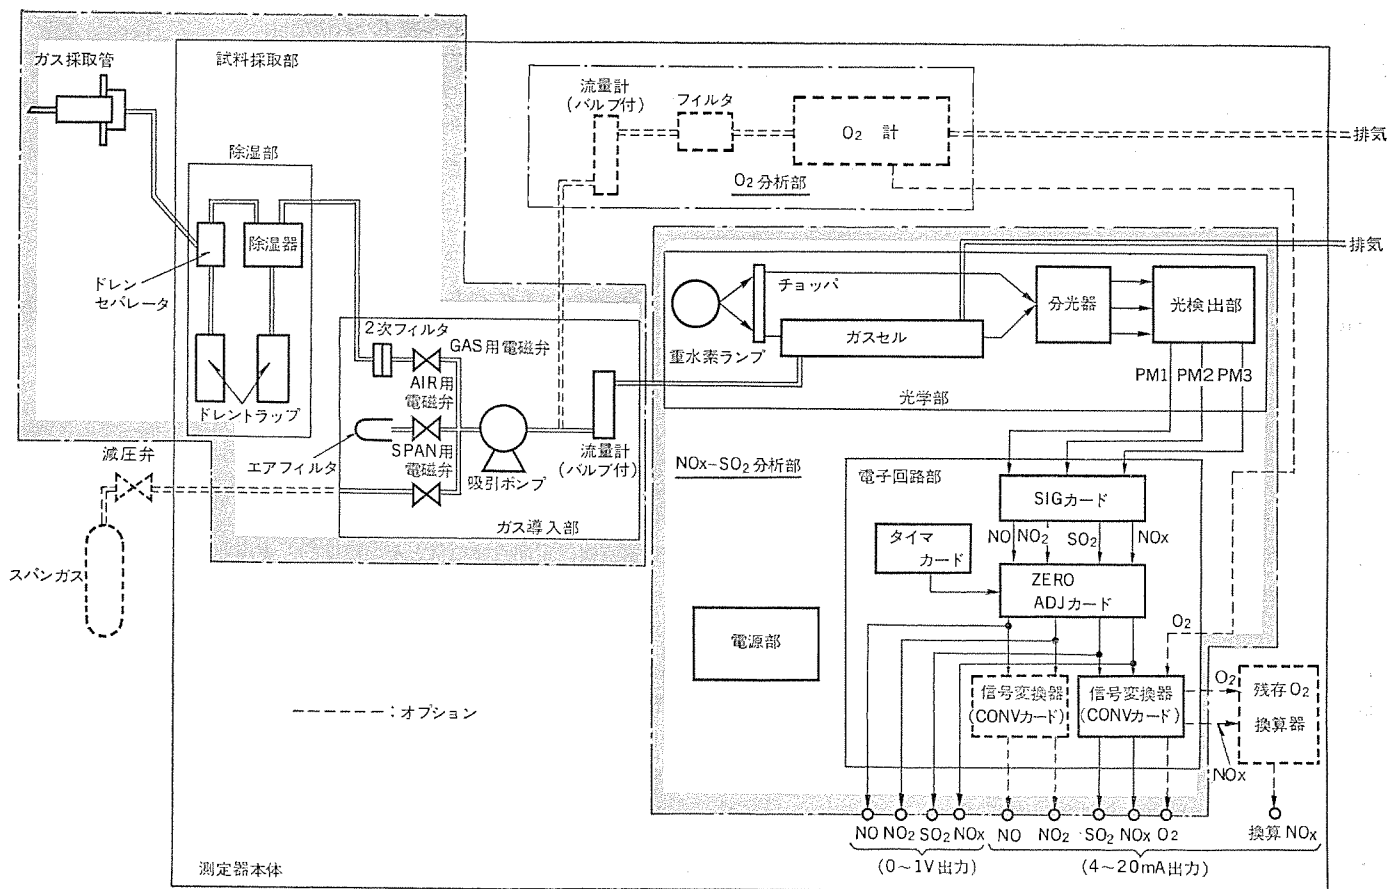 ガス採取管
試料採取部
流量計
(バルブ付)
フィルタ
O₂ 計
排気
O₂分析部
除湿部
除湿器
ドレン
セパレータ
ドレントラップ
排気
チョッパ
重水素ランプ
ガスセル
分光器
光検出部
PM1 PM2 PM3
光学部
2次フィルタ
GAS用電磁弁
AIR用
電磁弁
SPAN用
電磁弁
エアフィルタ
吸引ポンプ
流量計
(バルブ付)
ガス導入部
減圧弁
スパンガス
NOx-SO₂分析部
電子回路部
SIGカード
NO NO₂ SO₂ NOx
タイマ
カード
ZERO
ADJカード
O₂
電源部
信号変換器
(CONVカード)
信号変換器
(CONVカード)
O₂
NOx
残存O₂
換算器
-------:オプション
NO NO₂ SO₂ NOx NO NO₂ SO₂ NOx O₂ 換算NOx
(0~1V出力) (4~20mA出力)
測定器本体